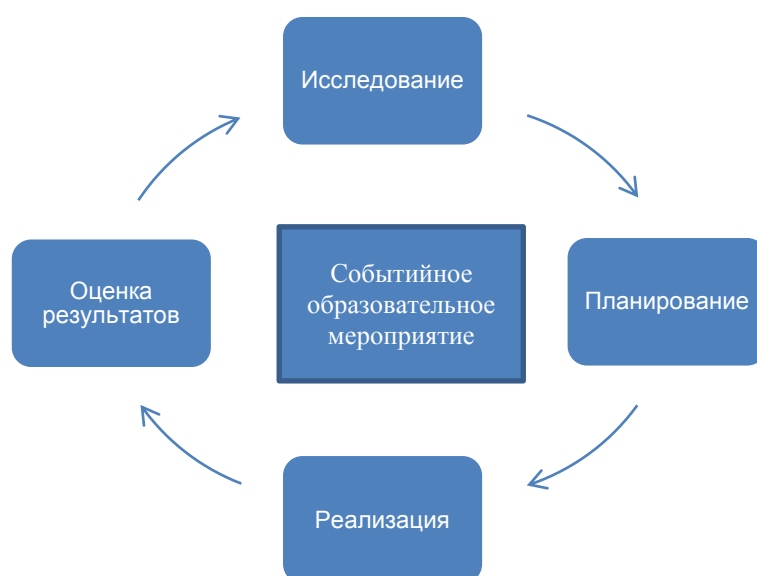 Исследование
Оценка
результатов
Событийное
образовательное
мероприятие
Планирование
Реализация